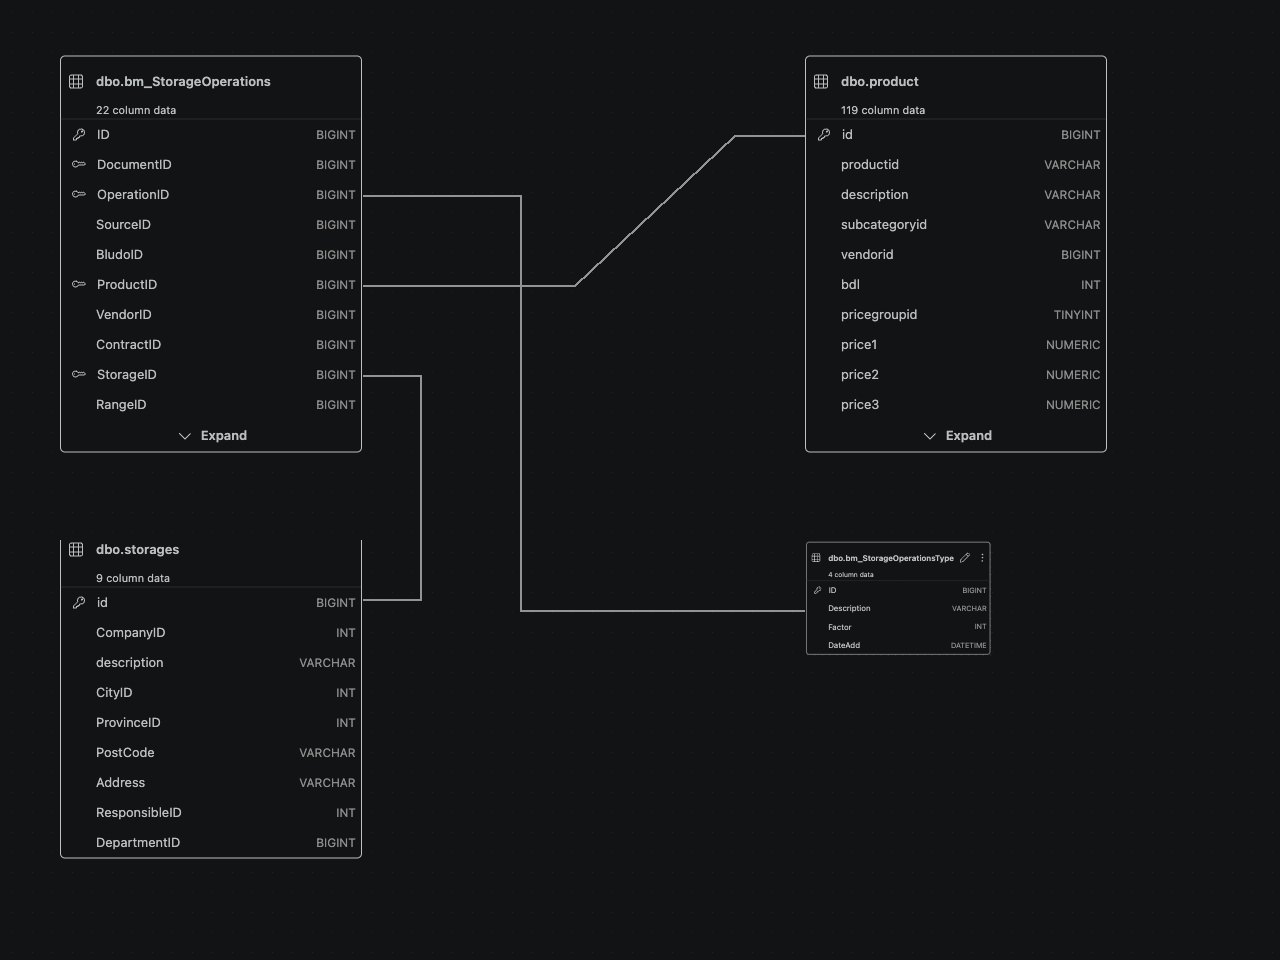 dbo.bm_StorageOperations
22 column data
ID BIGINT
DocumentID BIGINT
OperationID BIGINT
SourceID BIGINT
BludoID BIGINT
ProductID BIGINT
VendorID BIGINT
ContractID BIGINT
StorageID BIGINT
RangeID BIGINT
Expand
dbo.product
119 column data
id BIGINT
productid VARCHAR
description VARCHAR
subcategoryid VARCHAR
vendorid BIGINT
bdl INT
pricegroupid TINYINT
price1 NUMERIC
price2 NUMERIC
price3 NUMERIC
Expand
dbo.storages
9 column data
id BIGINT
CompanyID INT
description VARCHAR
CityID INT
ProvinceID INT
PostCode VARCHAR
Address VARCHAR
ResponsibleID INT
DepartmentID BIGINT
dbo.bm_StorageOperationsType
4 column data
ID BIGINT
Description VARCHAR
Factor INT
DateAdd DATETIME